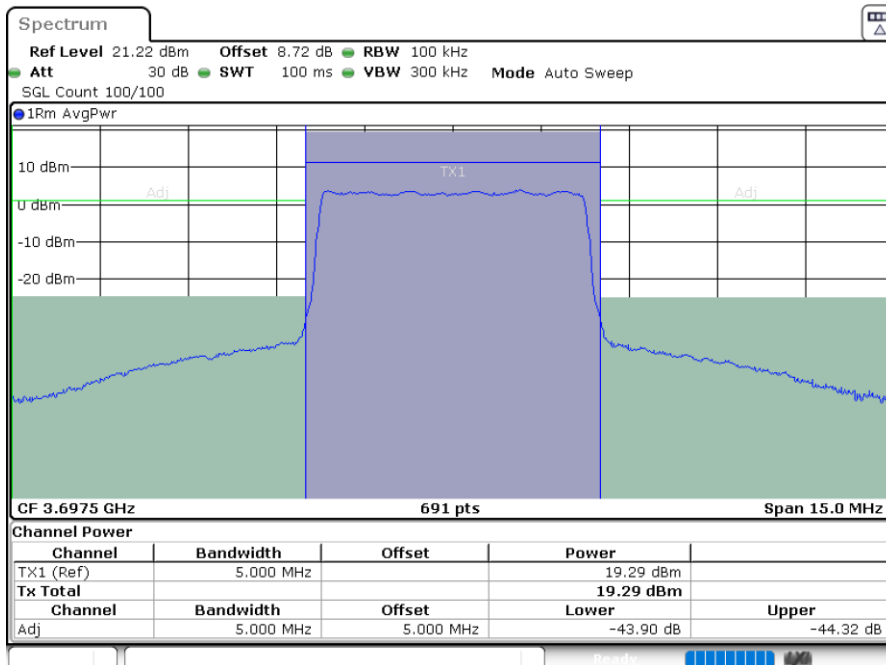 Spectrum
Ref Level 21.22 dBm Offset 8.72 dB RBW 100 kHz
Att 30 dB SWT 100 ms VBW 300 kHz Mode Auto Sweep
SGL Count 100/100
1Rm AvgPwr
10 dBm
TX1
Adj Adj
0 dBm
-10 dBm
-20 dBm
CF 3.6975 GHz 691 pts Span 15.0 MHz
Channel Power
Channel Bandwidth Offset Power
TX1 (Ref) 5.000 MHz 19.29 dBm
Tx Total 19.29 dBm
Channel Bandwidth Offset Lower Upper
Adj 5.000 MHz 5.000 MHz -43.90 dB -44.32 dB
Ready